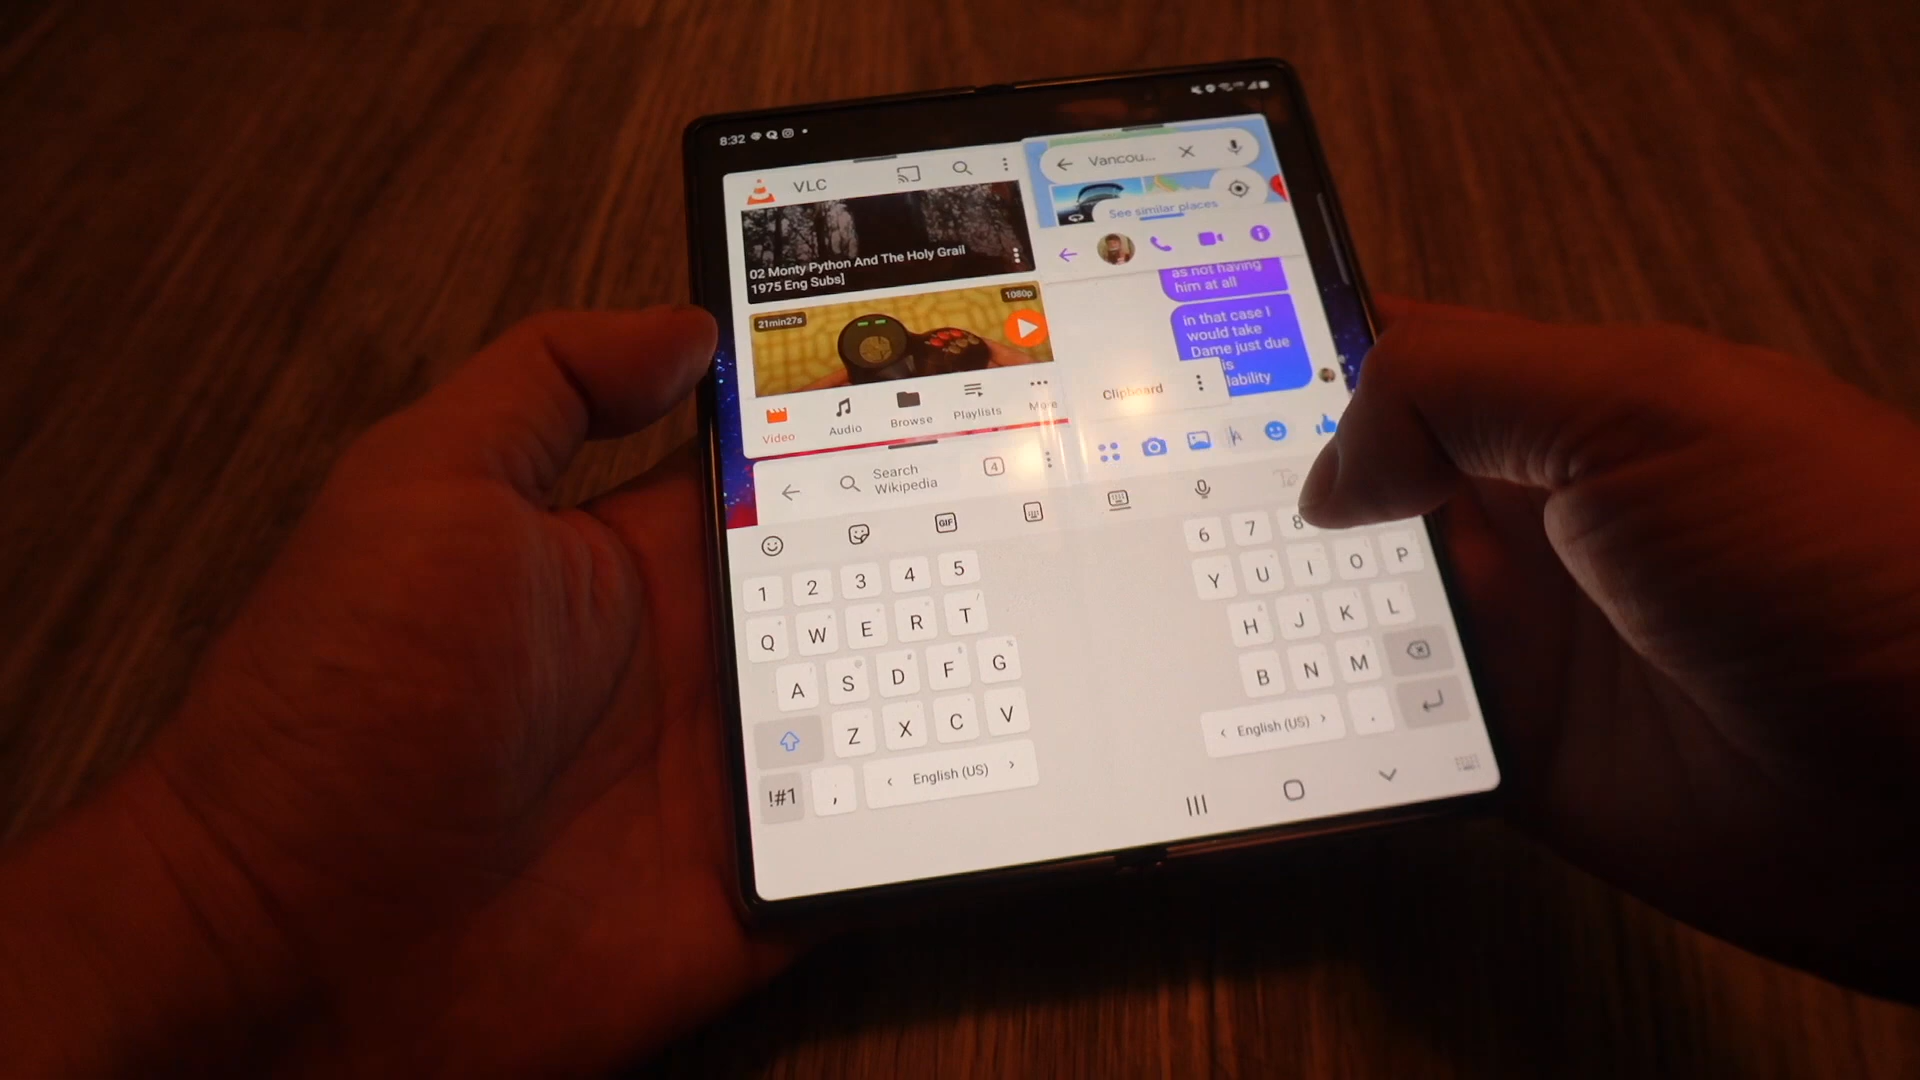 8:32
VLC
02 Monty Python And The Holy Grail
1975 Eng Subs]
21min27s
1080p
Video
Audio
Browse
Playlists
More
Vancou...
See similar places
as not having
him at all
in that case I
would take
Dame just due
is
lability
Clipboard
Search
Wikipedia
4
GIF
1 2 3 4 5
6 7 8
Q W E R T
Y U I O P
A S D F G
H J K L
Z X C V
B N M
!#1 , < English (US) >
< English (US) > .